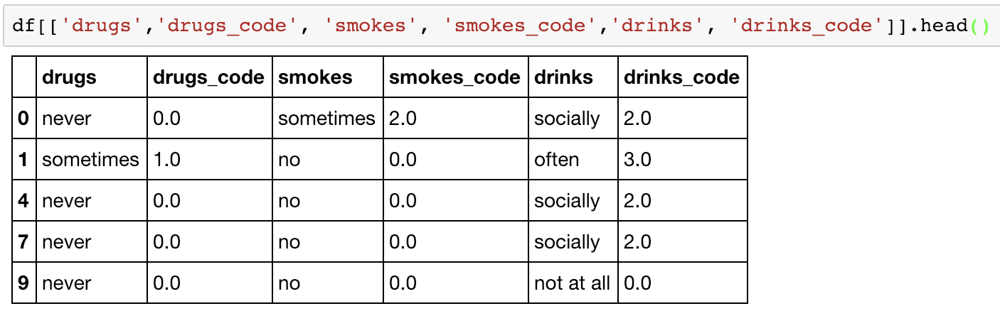 df[['drugs','drugs_code', 'smokes', 'smokes_code','drinks', 'drinks_code']].head()
drugs drugs_code smokes smokes_code drinks drinks_code
0 never 0.0 sometimes 2.0 socially 2.0
1 sometimes 1.0 no 0.0 often 3.0
4 never 0.0 no 0.0 socially 2.0
7 never 0.0 no 0.0 socially 2.0
9 never 0.0 no 0.0 not at all 0.0